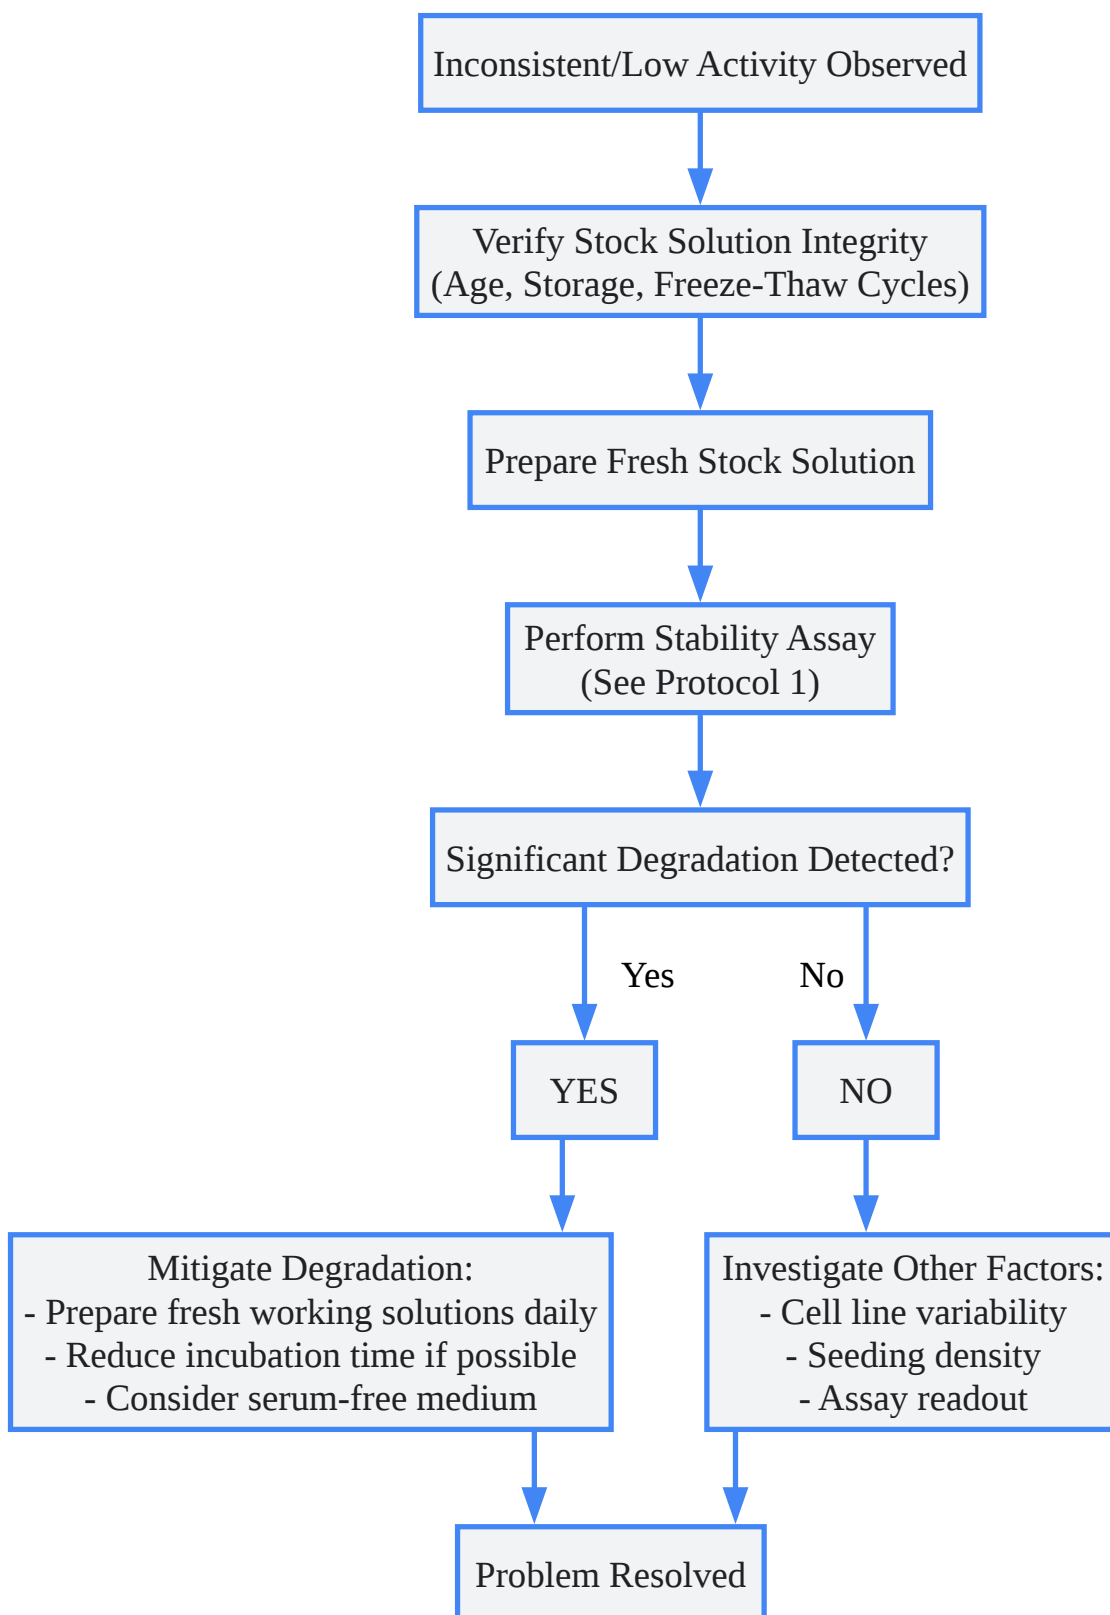 Inconsistent/Low Activity Observed
Verify Stock Solution Integrity
(Age, Storage, Freeze-Thaw Cycles)
Prepare Fresh Stock Solution
Perform Stability Assay
(See Protocol 1)
Significant Degradation Detected?
Yes
No
YES
NO
Mitigate Degradation:
- Prepare fresh working solutions daily
- Reduce incubation time if possible
- Consider serum-free medium
Investigate Other Factors:
- Cell line variability
- Seeding density
- Assay readout
Problem Resolved